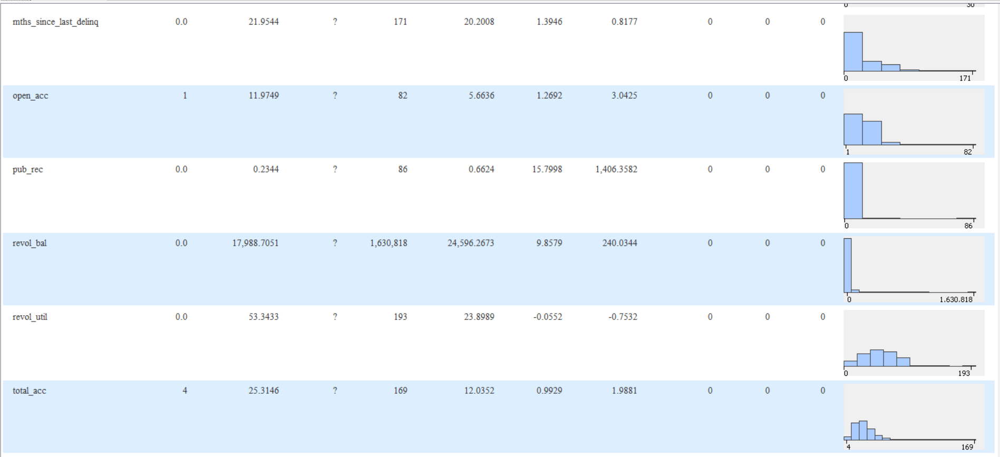 0 30
mths_since_last_delinq 0.0 21.9544 ? 171 20.2008 1.3946 0.8177 0 0 0
0 171
open_acc 1 11.9749 ? 82 5.6636 1.2692 3.0425 0 0 0
1 82
pub_rec 0.0 0.2344 ? 86 0.6624 15.7998 1,406.3582 0 0 0
0 86
revol_bal 0.0 17,988.7051 ? 1,630,818 24,596.2673 9.8579 240.0344 0 0 0
0 1.630.818
revol_util 0.0 53.3433 ? 193 23.8989 -0.0552 -0.7532 0 0 0
0 193
total_acc 4 25.3146 ? 169 12.0352 0.9929 1.9881 0 0 0
4 169